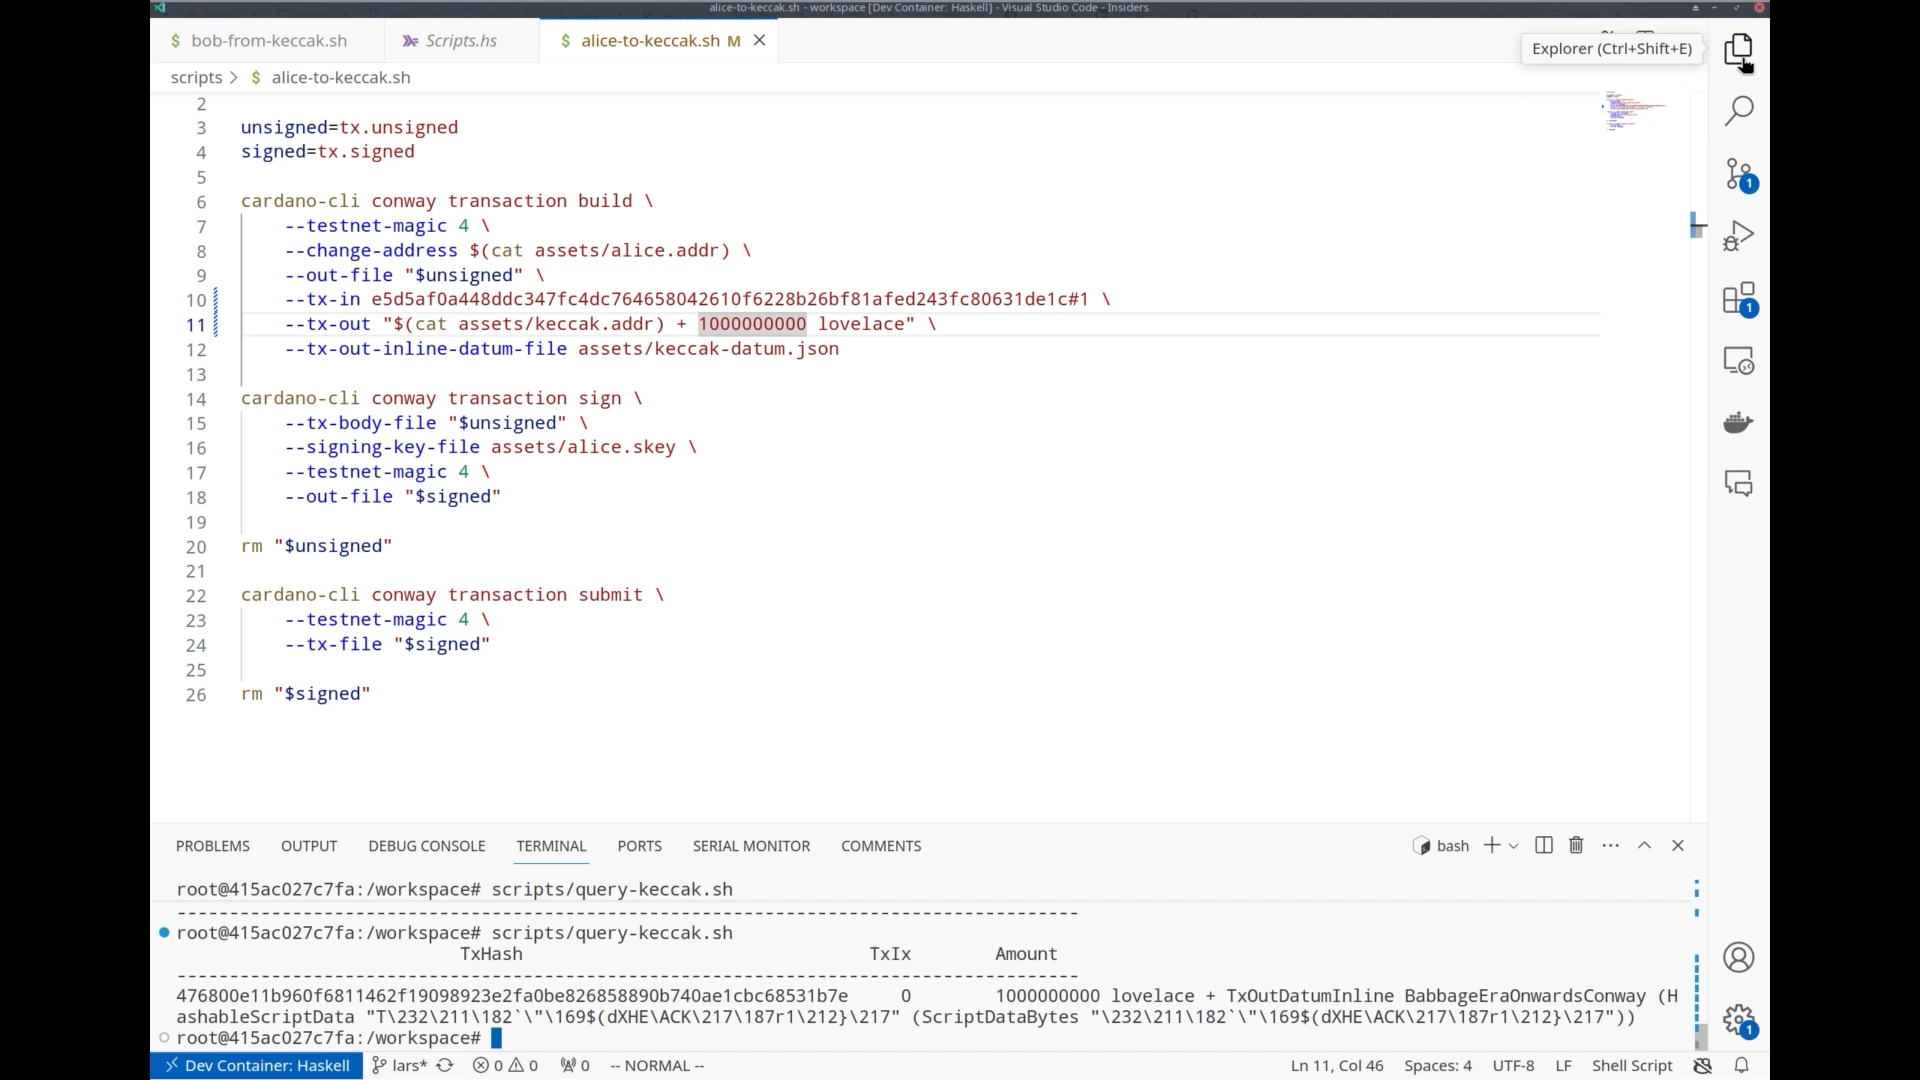 alice-to-keccak.sh - workspace [Dev Container: Haskell] - Visual Studio Code - Insiders
$ bob-from-keccak.sh
Scripts.hs
$ alice-to-keccak.sh M
Explorer (Ctrl+Shift+E)
scripts > $ alice-to-keccak.sh
2
3 unsigned=tx.unsigned
4 signed=tx.signed
5
6 cardano-cli conway transaction build \
7 --testnet-magic 4 \
8 --change-address $(cat assets/alice.addr) \
9 --out-file "$unsigned" \
10 --tx-in e5d5af0a448ddc347fc4dc764658042610f6228b26bf81afed243fc80631de1c#1 \
11 --tx-out "$(cat assets/keccak.addr) + 1000000000 lovelace" \
12 --tx-out-inline-datum-file assets/keccak-datum.json
13
14 cardano-cli conway transaction sign \
15 --tx-body-file "$unsigned" \
16 --signing-key-file assets/alice.skey \
17 --testnet-magic 4 \
18 --out-file "$signed"
19
20 rm "$unsigned"
21
22 cardano-cli conway transaction submit \
23 --testnet-magic 4 \
24 --tx-file "$signed"
25
26 rm "$signed"
1
1
PROBLEMS OUTPUT DEBUG CONSOLE TERMINAL PORTS SERIAL MONITOR COMMENTS bash
root@415ac027c7fa:/workspace# scripts/query-keccak.sh
--------------------------------------------------------------------------------------
root@415ac027c7fa:/workspace# scripts/query-keccak.sh
TxHash TxIx Amount
--------------------------------------------------------------------------------------
476800e11b960f6811462f19098923e2fa0be826858890b740ae1cbc68531b7e 0 1000000000 lovelace + TxOutDatumInline BabbageEraOnwardsConway (H
ashableScriptData "T\232\211\182`\"\169$(dXHE\ACK\217\187r1\212}\217" (ScriptDataBytes "\232\211\182`\"\169$(dXHE\ACK\217\187r1\212}\217"))
root@415ac027c7fa:/workspace#
1
Dev Container: Haskell lars* 0 0 0 -- NORMAL -- Ln 11, Col 46 Spaces: 4 UTF-8 LF Shell Script